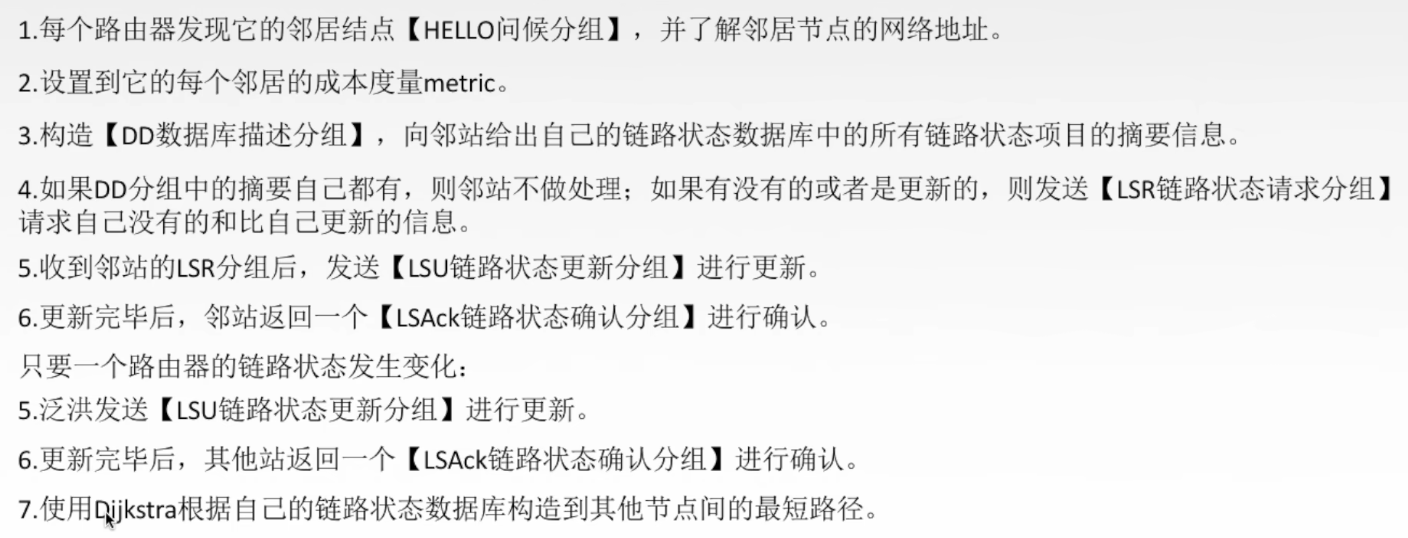 1.每个路由器发现它的邻居结点【HELLO问候分组】，并了解邻居节点的网络地址。
2.设置到它的每个邻居的成本度量metric。
3.构造【DD数据库描述分组】，向邻站给出自己的链路状态数据库中的所有链路状态项目的摘要信息。
4.如果DD分组中的摘要自己都有，则邻站不做处理；如果有没有的或者是更新的，则发送【LSR链路状态请求分组】
请求自己没有的和比自己更新的信息。
5.收到邻站的LSR分组后，发送【LSU链路状态更新分组】进行更新。
6.更新完毕后，邻站返回一个【LSAck链路状态确认分组】进行确认。
只要一个路由器的链路状态发生变化：
5.泛洪发送【LSU链路状态更新分组】进行更新。
6.更新完毕后，其他站返回一个【LSAck链路状态确认分组】进行确认。
7.使用Dijkstra根据自己的链路状态数据库构造到其他节点间的最短路径。